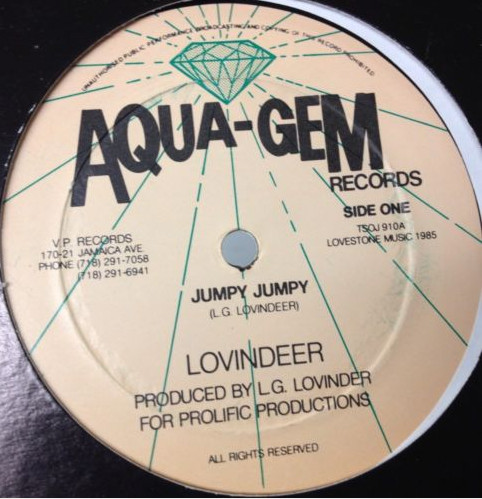 UNAUTHORISED PUBLIC PERFORMANCE BROADCASTING AND COPYING OF THIS RECORD PROHIBITED
AQUA-GEM
RECORDS
SIDE ONE
TSOJ 910A
LOVESTONE MUSIC 1985
V.P. RECORDS
170-21 JAMAICA AVE.
PHONE (718) 291-7058
(718) 291-6941
JUMPY JUMPY
(L.G. LOVINDEER)
LOVINDEER
PRODUCED BY L.G. LOVINDER
FOR PROLIFIC PRODUCTIONS
ALL RIGHTS RESERVED